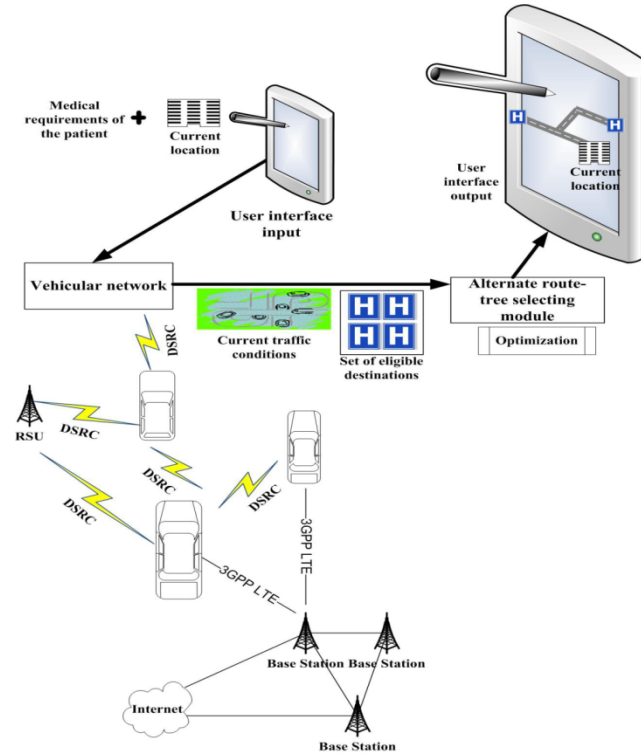 Medical
requirements of
the patient
+
Current
location
User interface
input
H
H
Current
location
User
interface
output
Vehicular network
Alternate route-
tree selecting
module
Optimization
Current traffic
conditions
H H
H H
Set of eligible
destinations
DSRC
RSU
DSRC
DSRC
DSRC
DSRC
3GPP LTE
3GPP LTE
Base Station Base Station
Internet
Base Station